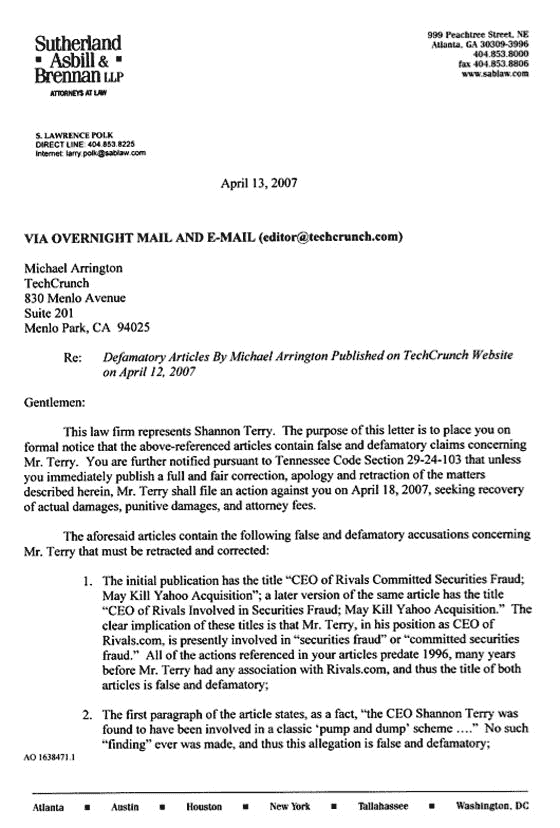 Sutherland
▪ Asbill & ▪
Brennan LLP
ATTORNEYS AT LAW
999 Peachtree Street, NE
Atlanta, GA 30309-3996
404.853.8000
fax 404.853.8806
www.sablaw.com
S. LAWRENCE POLK
DIRECT LINE: 404.853.8225
Internet: larry.polk@sablaw.com
April 13, 2007
VIA OVERNIGHT MAIL AND E-MAIL (editor@techcrunch.com)
Michael Arrington
TechCrunch
830 Menlo Avenue
Suite 201
Menlo Park, CA 94025
Re: Defamatory Articles By Michael Arrington Published on TechCrunch Website
on April 12, 2007
Gentlemen:
This law firm represents Shannon Terry. The purpose of this letter is to place you on
formal notice that the above-referenced articles contain false and defamatory claims concerning
Mr. Terry. You are further notified pursuant to Tennessee Code Section 29-24-103 that unless
you immediately publish a full and fair correction, apology and retraction of the matters
described herein, Mr. Terry shall file an action against you on April 18, 2007, seeking recovery
of actual damages, punitive damages, and attorney fees.
The aforesaid articles contain the following false and defamatory accusations concerning
Mr. Terry that must be retracted and corrected:
1. The initial publication has the title “CEO of Rivals Committed Securities Fraud;
May Kill Yahoo Acquisition”; a later version of the same article has the title
“CEO of Rivals Involved in Securities Fraud; May Kill Yahoo Acquisition.” The
clear implication of these titles is that Mr. Terry, in his position as CEO of
Rivals.com, is presently involved in “securities fraud” or “committed securities
fraud.” All of the actions referenced in your articles predate 1996, many years
before Mr. Terry had any association with Rivals.com, and thus the title of both
articles is false and defamatory;
2. The first paragraph of the article states, as a fact, “the CEO Shannon Terry was
found to have been involved in a classic ‘pump and dump’ scheme ….” No such
“finding” ever was made, and thus this allegation is false and defamatory;
AO 1638471.1
Atlanta ▪ Austin ▪ Houston ▪ New York ▪ Tallahassee ▪ Washington, DC